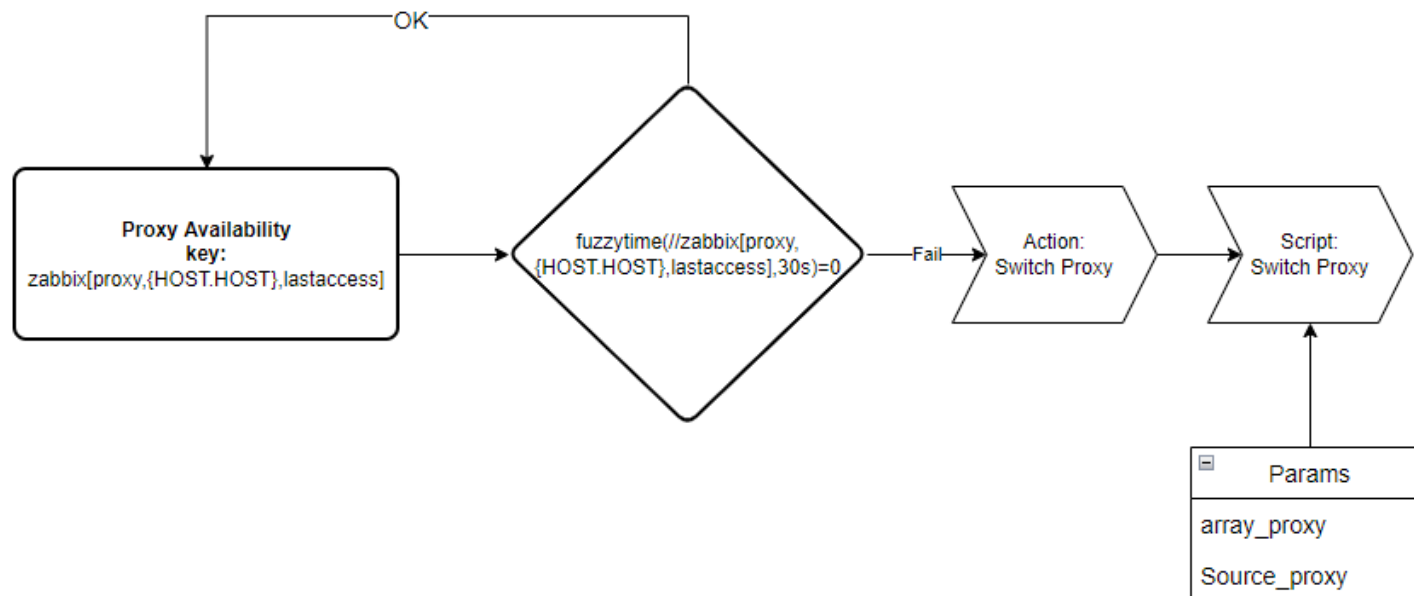 OK
Proxy Availability
key:
zabbix[proxy,{HOST.HOST},lastaccess]
fuzzytime(//zabbix[proxy,
{HOST.HOST},lastaccess],30s)=0
Fail
Action:
Switch Proxy
Script:
Switch Proxy
Params
array_proxy
Source_proxy